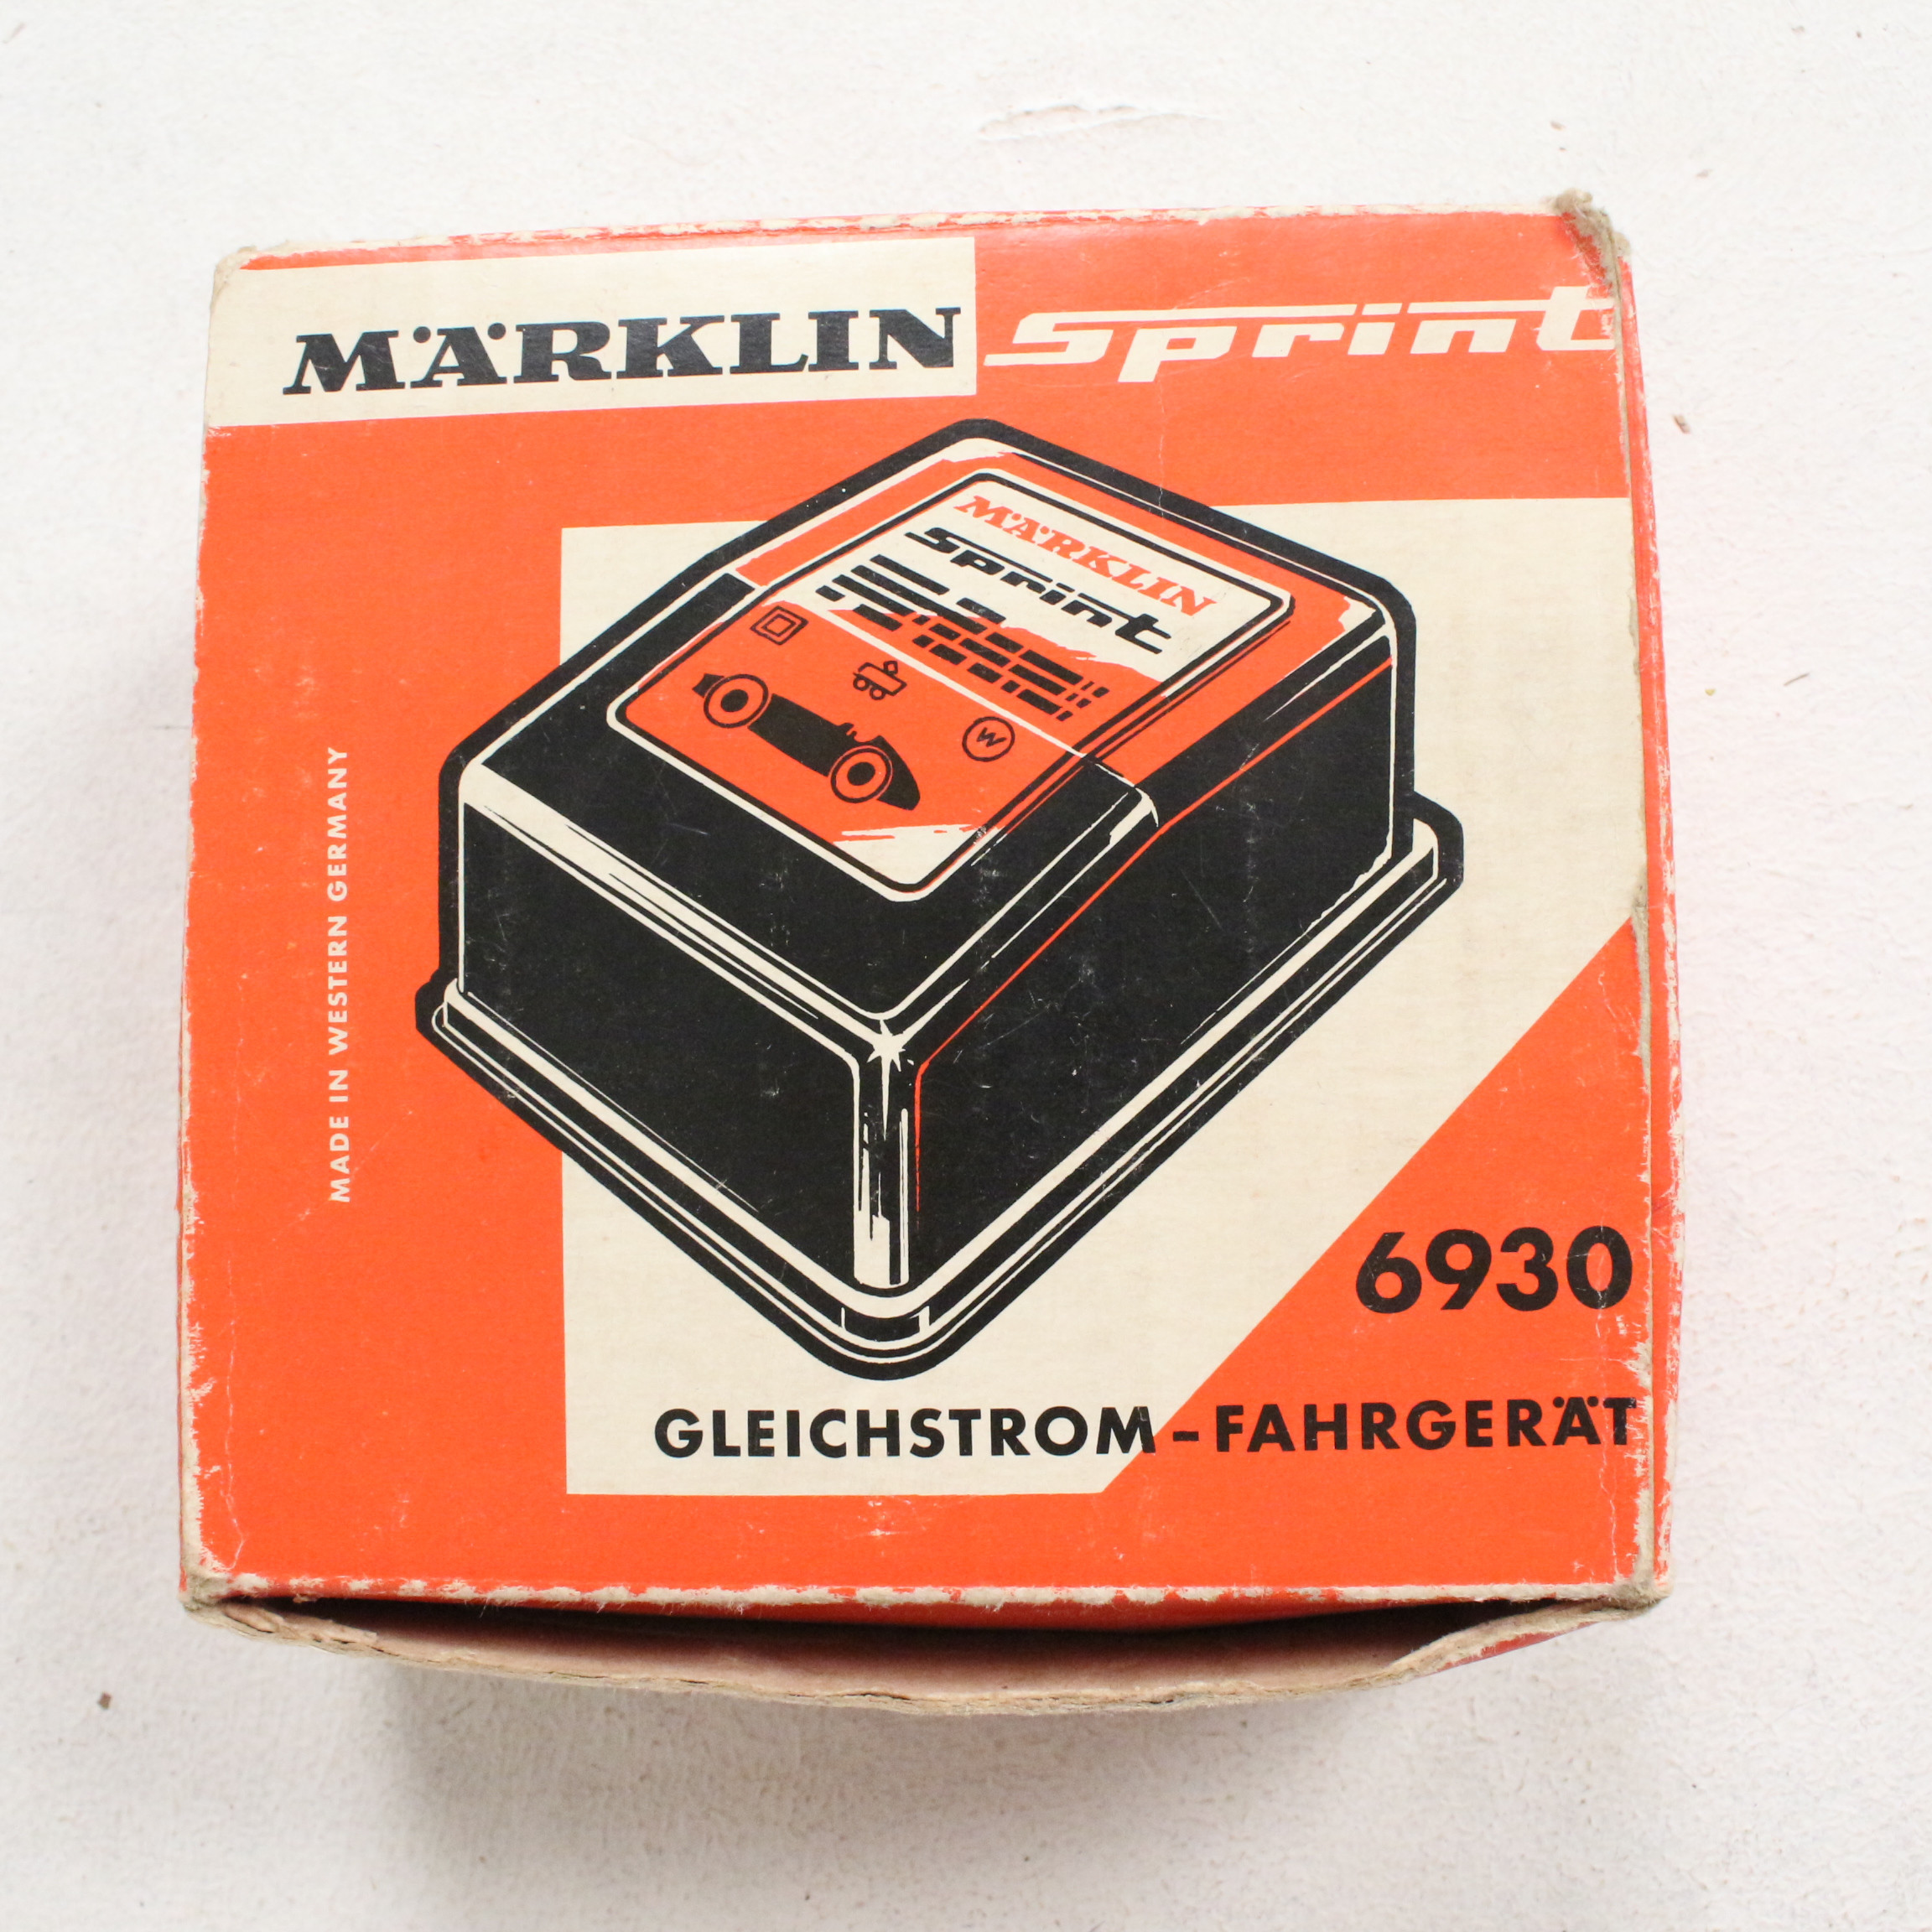 MÄRKLIN sprint
MÄRKLIN
sprint
MADE IN WESTERN GERMANY
6930
GLEICHSTROM-FAHRGERÄT